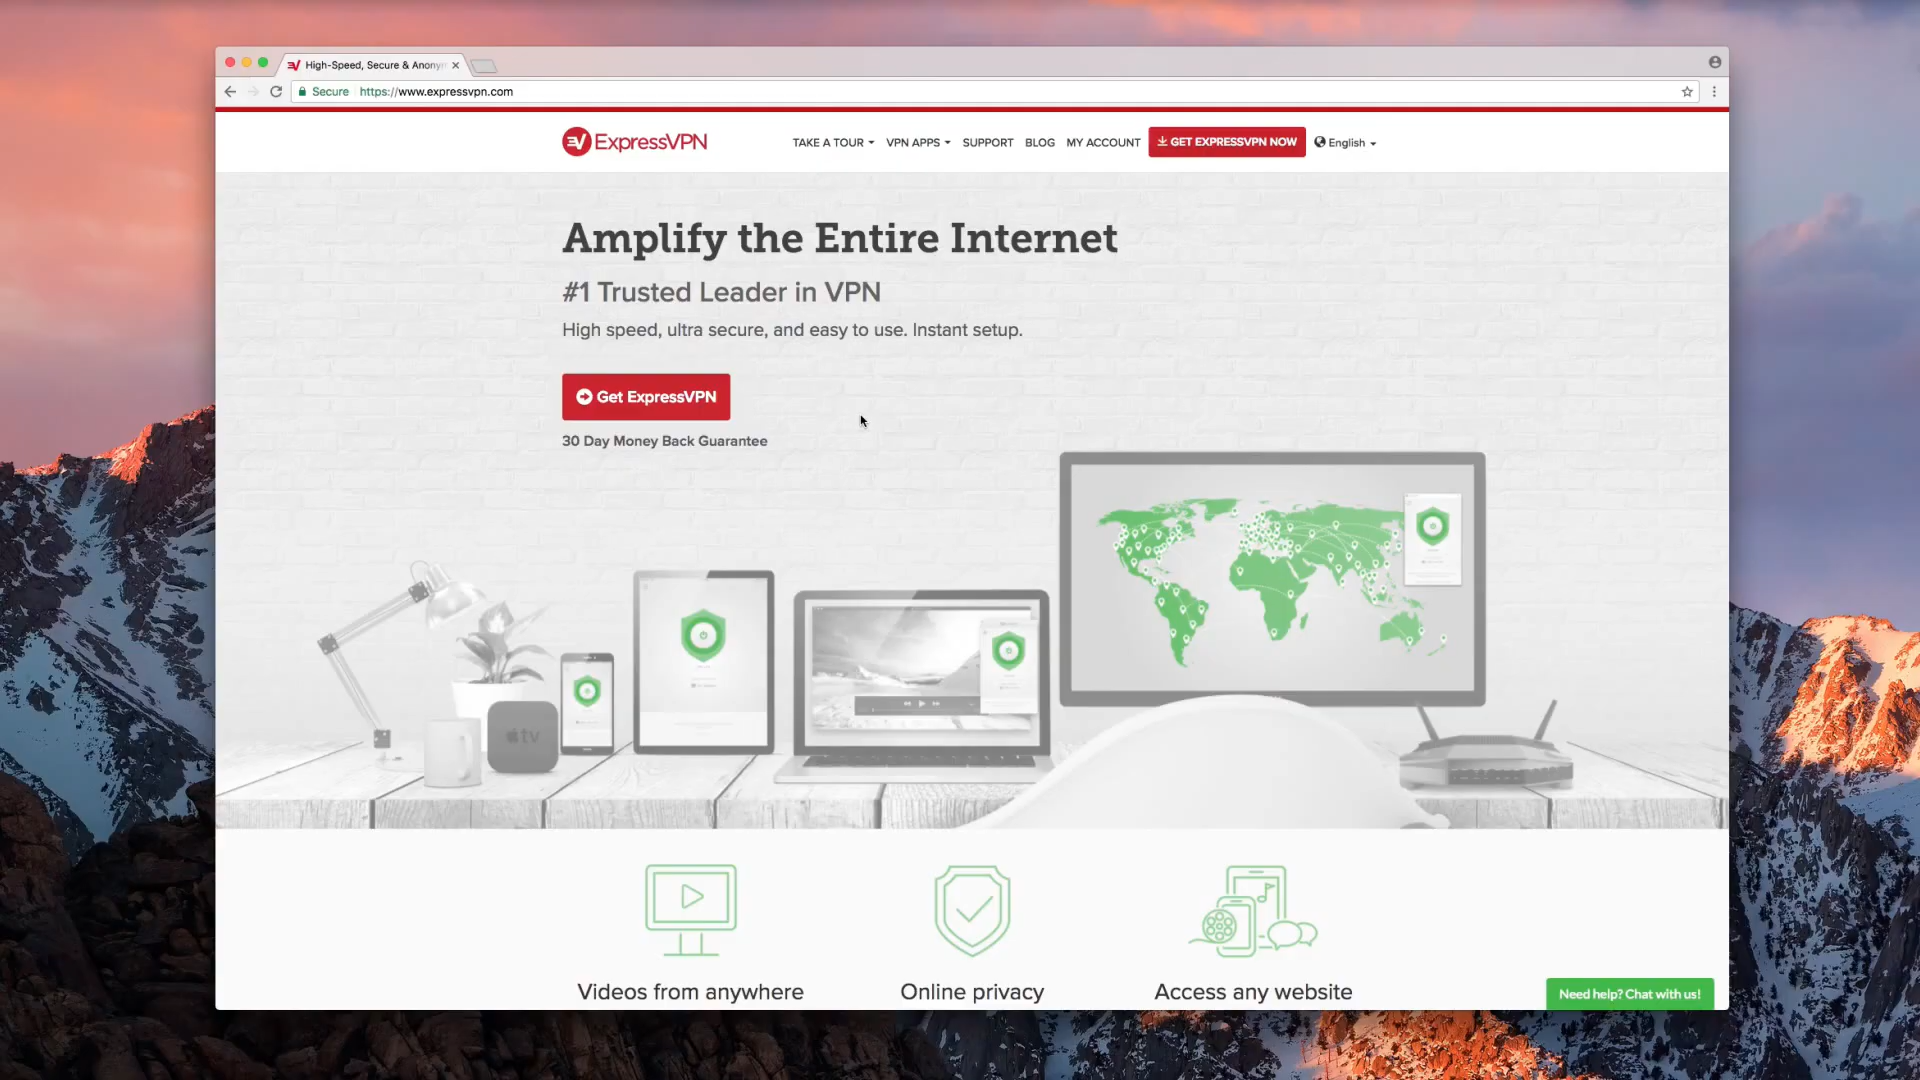 High-Speed, Secure & Anonym
Secure https://www.expressvpn.com
ExpressVPN
TAKE A TOUR VPN APPS SUPPORT BLOG MY ACCOUNT GET EXPRESSVPN NOW English
Amplify the Entire Internet
#1 Trusted Leader in VPN
High speed, ultra secure, and easy to use. Instant setup.
Get ExpressVPN
30 Day Money Back Guarantee
tv
Videos from anywhere
Online privacy
Access any website
Need help? Chat with us!